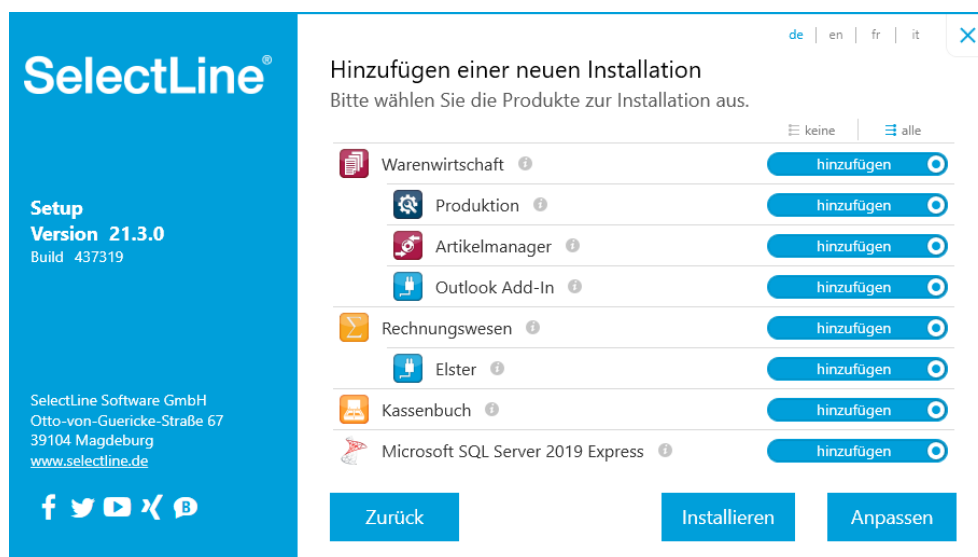 de | en | fr | it
SelectLine®
Hinzufügen einer neuen Installation
Bitte wählen Sie die Produkte zur Installation aus.
keine | alle
Warenwirtschaft hinzufügen
Produktion hinzufügen
Artikelmanager hinzufügen
Outlook Add-In hinzufügen
Rechnungswesen hinzufügen
Elster hinzufügen
Kassenbuch hinzufügen
Microsoft SQL Server 2019 Express hinzufügen
Setup
Version 21.3.0
Build 437319
SelectLine Software GmbH
Otto-von-Guericke-Straße 67
39104 Magdeburg
www.selectline.de
Zurück Installieren Anpassen